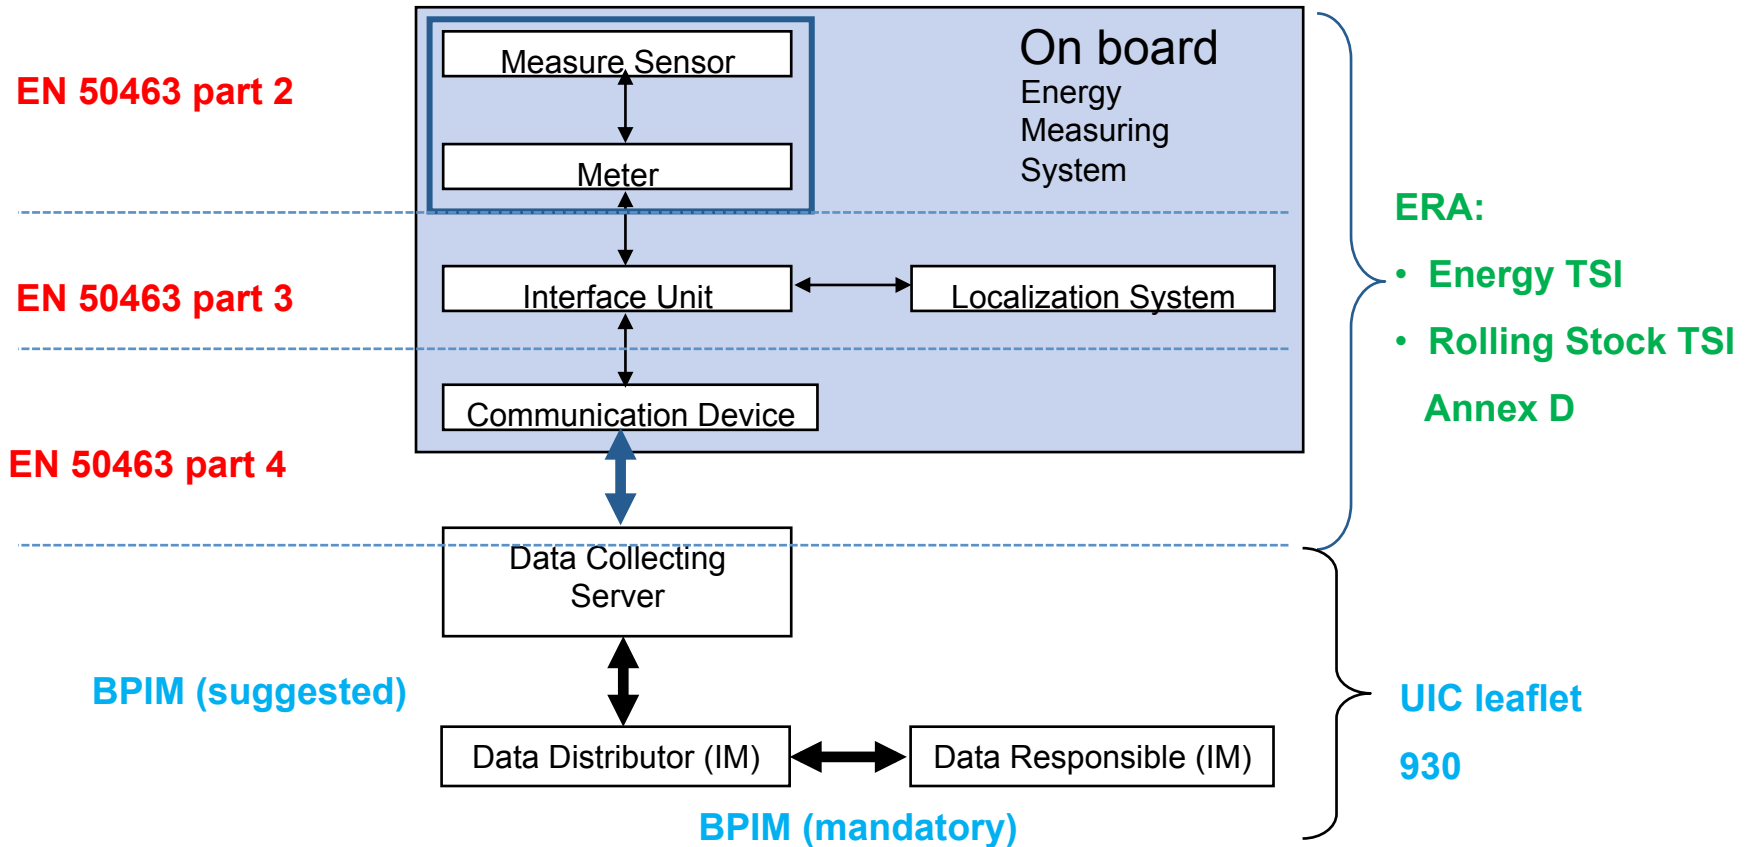 On board
Energy
Measuring
System
Measure Sensor
EN 50463 part 2
Meter
ERA:
• Energy TSI
• Rolling Stock TSI
Annex D
EN 50463 part 3
Interface Unit
Localization System
Communication Device
EN 50463 part 4
Data Collecting
Server
BPIM (suggested)
UIC leaflet
930
Data Distributor (IM)
Data Responsible (IM)
BPIM (mandatory)